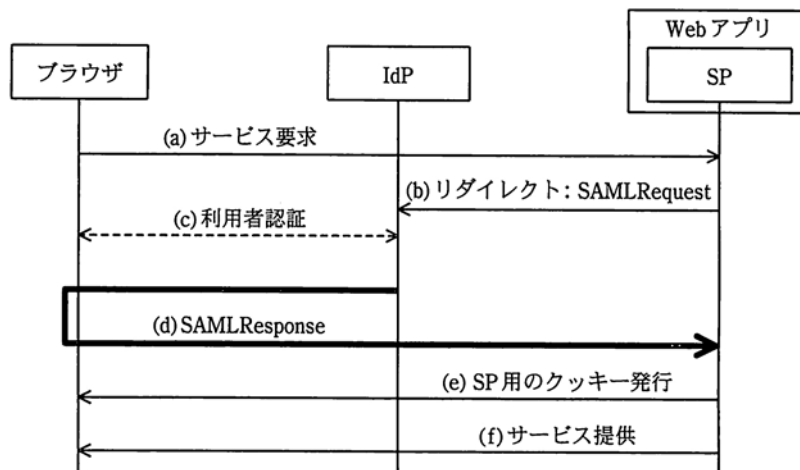 Webアプリ
ブラウザ
IdP
SP
(a)サービス要求
(b)リダイレクト:SAMLRequest
(c)利用者認証
(d)SAMLResponse
(e)SP用のクッキー発行
(f)サービス提供